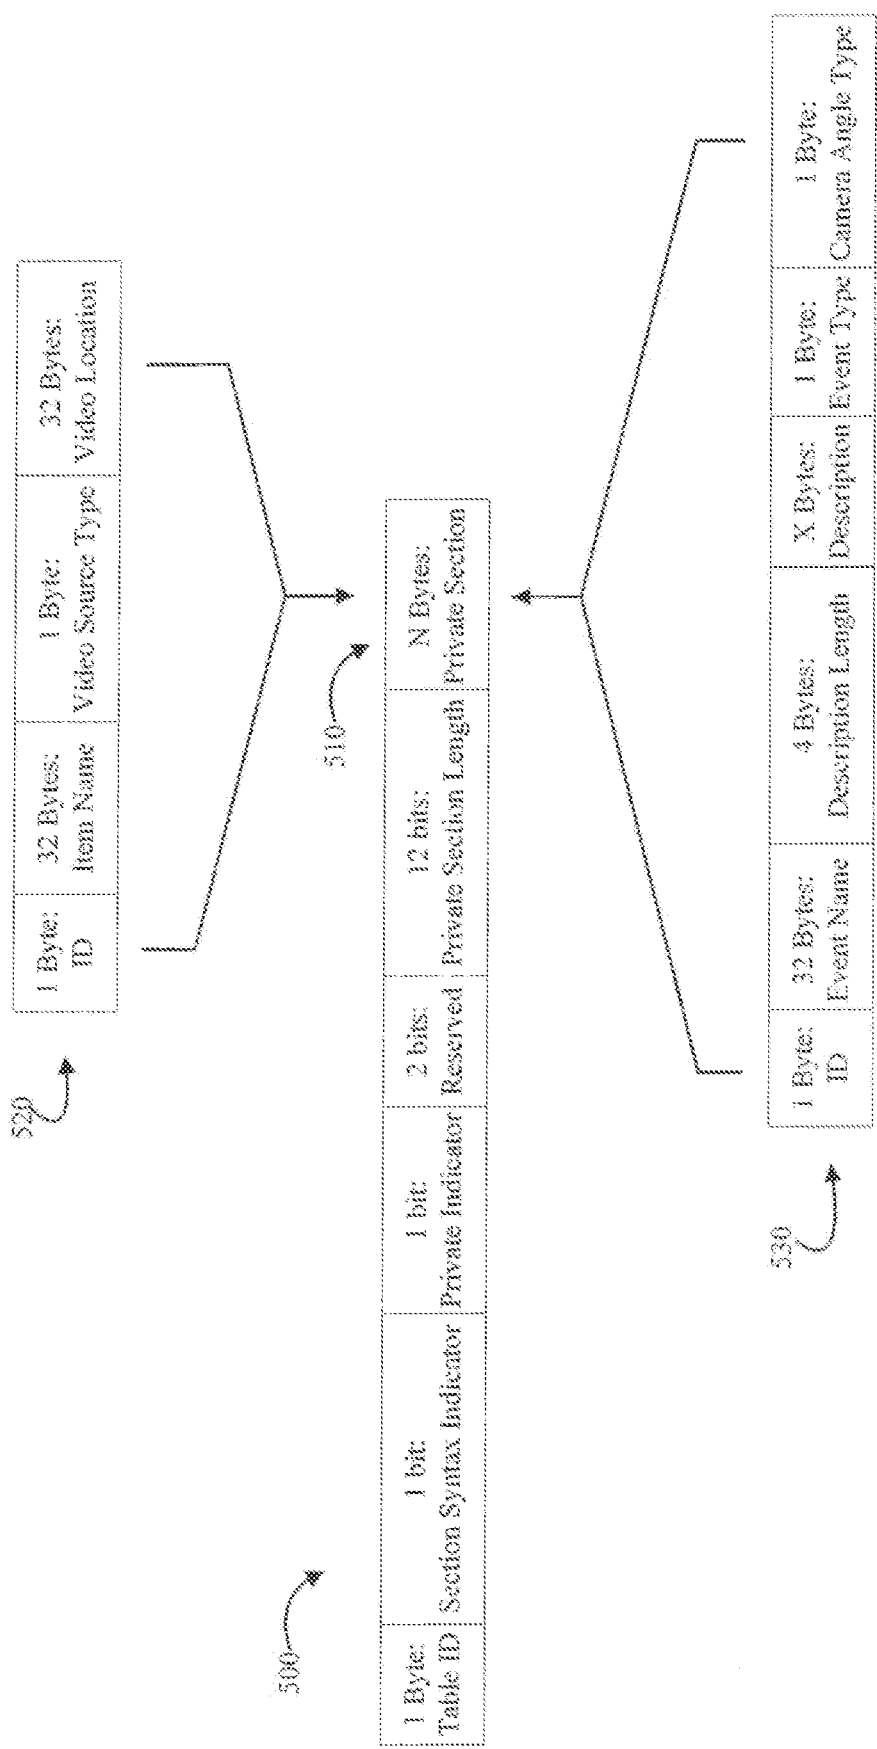 520
1 Byte:
ID
32 Bytes:
Item Name
1 Byte:
Video Source Type
32 Bytes:
Video Location
500
510
1 Byte:
Table ID
1 bit:
Section Syntax Indicator
1 bit:
Private Indicator
2 bits:
Reserved
12 bits:
Private Section Length
N Bytes:
Private Section
530
1 Byte:
ID
32 Bytes:
Event Name
4 Bytes:
Description Length
X Bytes:
Description
1 Byte:
Event Type
1 Byte:
Camera Angle Type